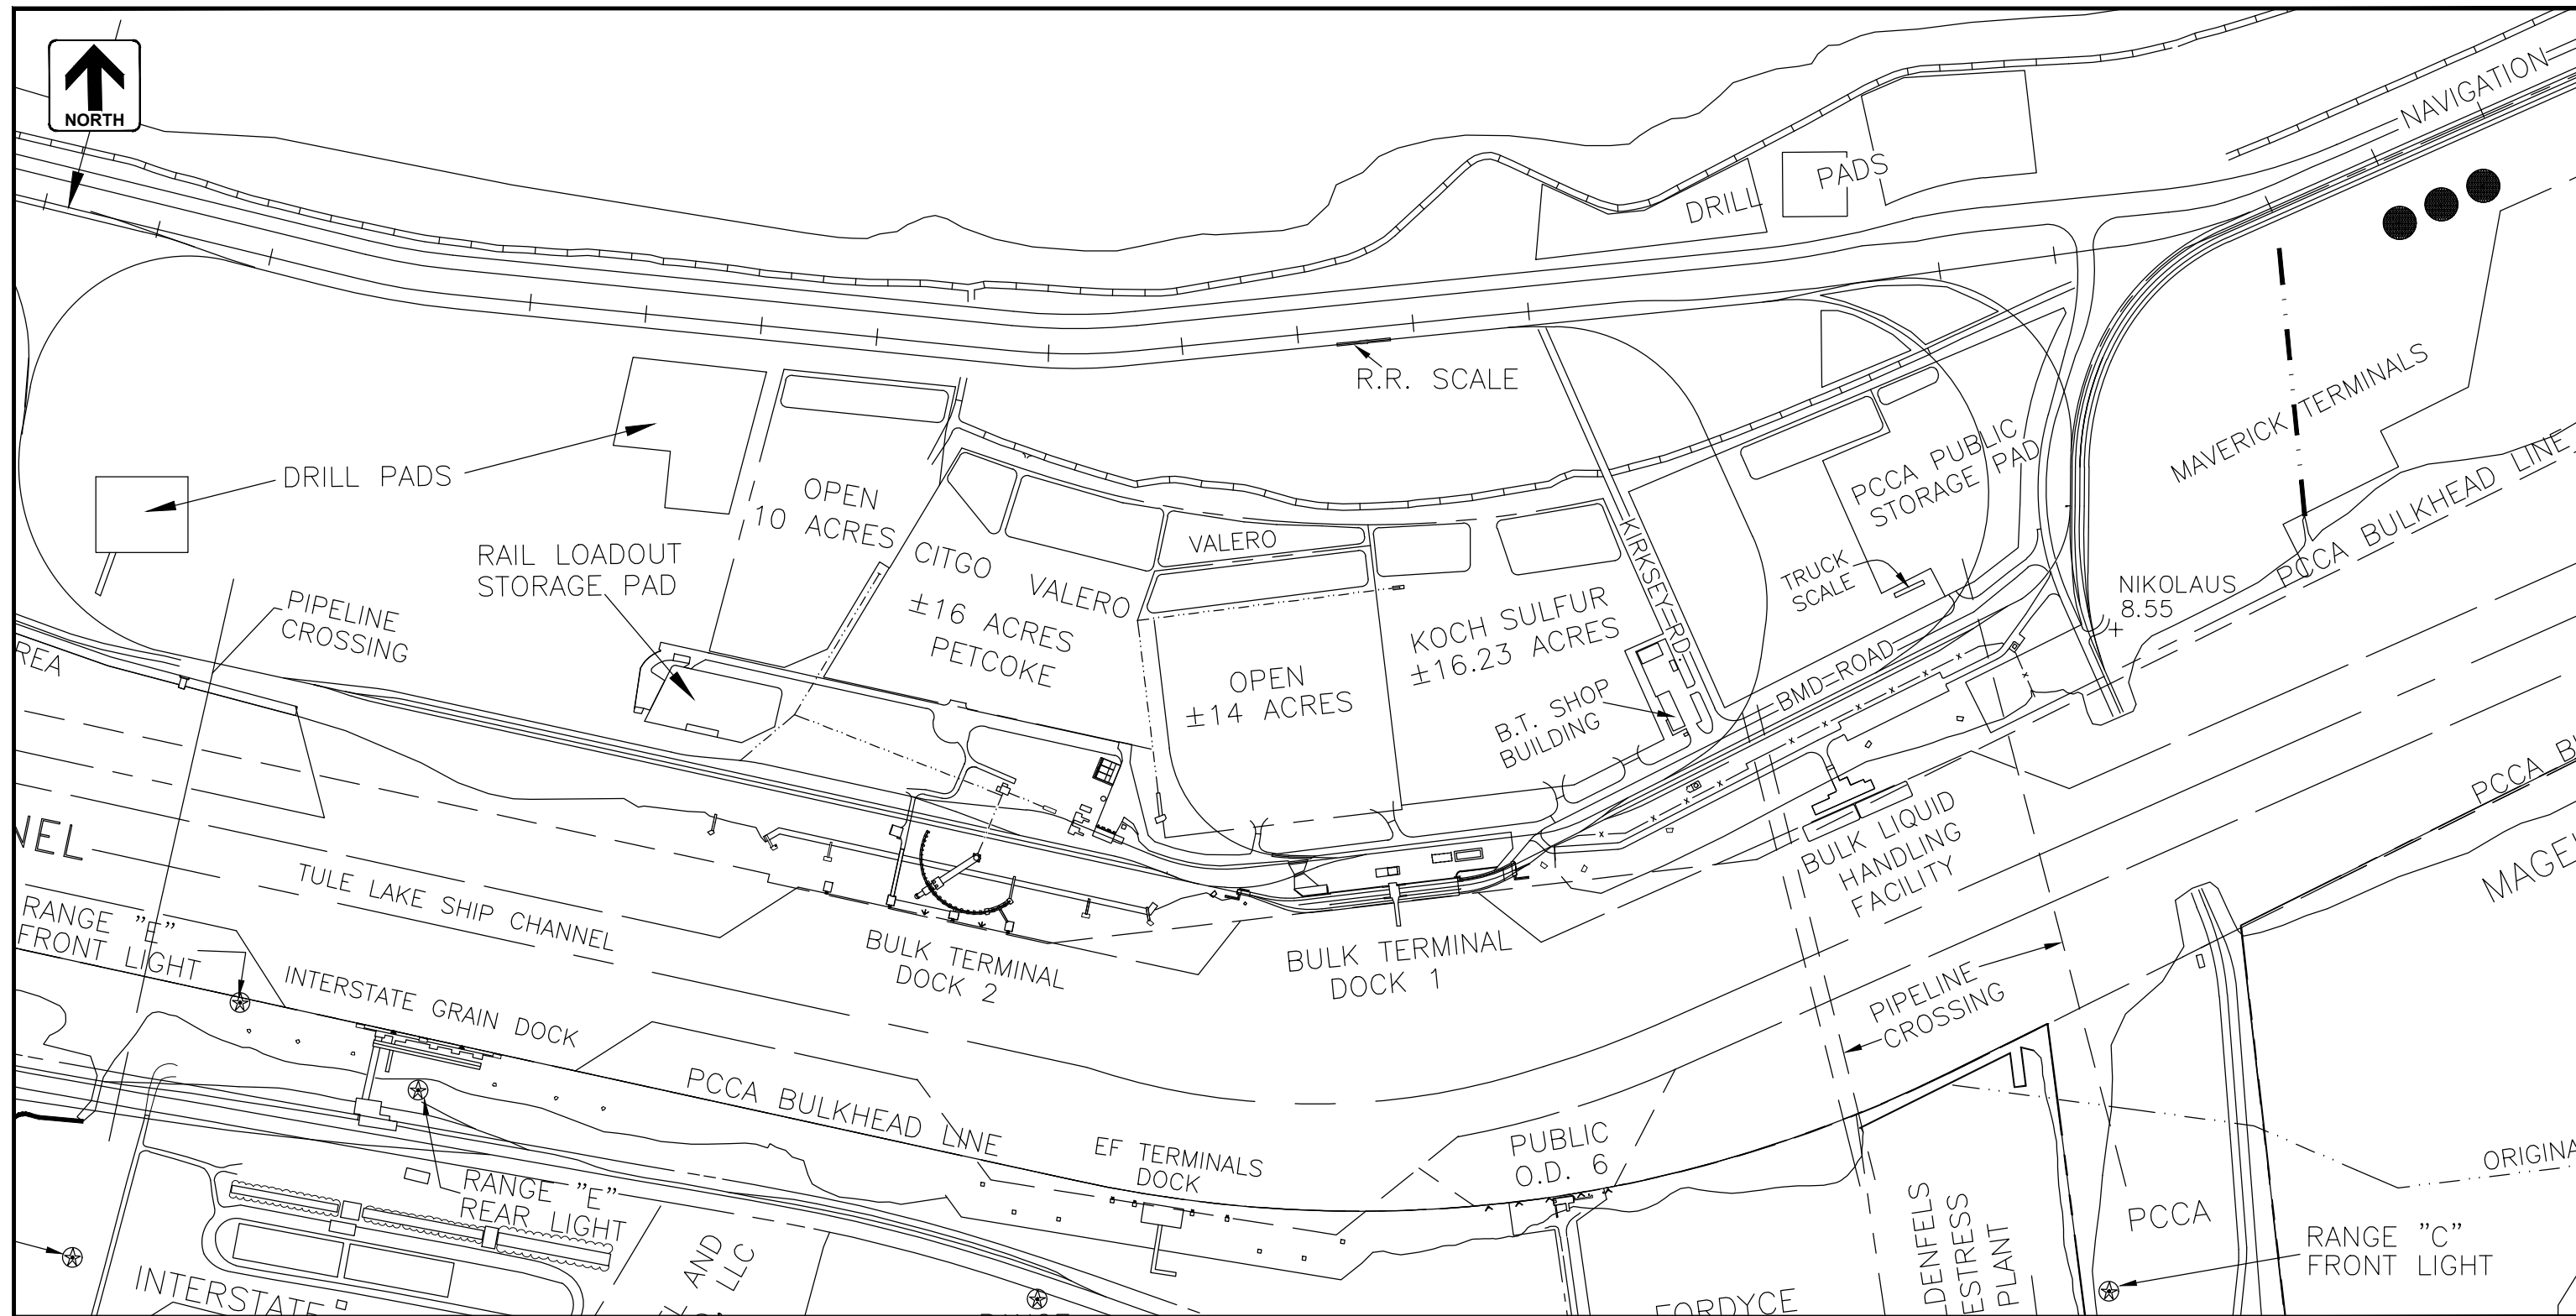 NORTH
NAVIGATION
DRILL
PADS
R.R. SCALE
MAVERICK TERMINALS
DRILL PADS
OPEN
10 ACRES
PCCA PUBLIC
STORAGE PAD
PCCA BULKHEAD LINE
RAIL LOADOUT
STORAGE PAD
CITGO
VALERO
±16 ACRES
PETCOKE
VALERO
KIRKSEY RD.
TRUCK
SCALE
NIKOLAUS
8.55
PIPELINE
CROSSING
KOCH SULFUR
±16.23 ACRES
OPEN
±14 ACRES
B.T. SHOP
BUILDING
BMD ROAD
TULE LAKE SHIP CHANNEL
BULK LIQUID
HANDLING
FACILITY
PCCA
RANGE "E"
FRONT LIGHT
BULK TERMINAL
DOCK 2
BULK TERMINAL
DOCK 1
INTERSTATE GRAIN DOCK
PIPELINE
CROSSING
PCCA BULKHEAD LINE
EF TERMINALS
DOCK
PUBLIC
O.D. 6
RANGE "E"
REAR LIGHT
AND
LLC
PLANT
PCCA
RANGE "C"
FRONT LIGHT
INTERSTATE
FORDYCE